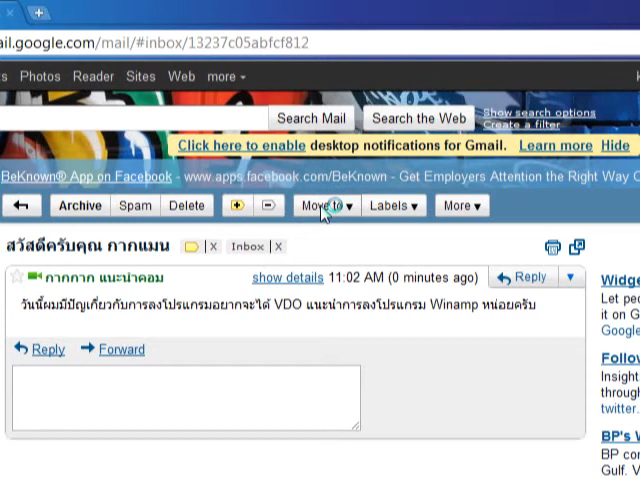 ail.google.com/mail/#inbox/13237c05abfcf812
s Photos Reader Sites Web more
Search Mail Search the Web Show search options
Create a filter
Click here to enable desktop notifications for Gmail. Learn more Hide
BeKnown® App on Facebook - www.apps.facebook.com/BeKnown - Get Employers Attention the Right Way
Archive Spam Delete Move to Labels More
สวัสดีครับคุณ กากแมน X Inbox X
กากกาก แนะนำคอม show details 11:02 AM (0 minutes ago) Reply
วันนี้ผมมีปัญเกี่ยวกับการลงโปรแกรมอยากจะได้ VDO แนะนำการลงโปรแกรม Winamp หน่อยครับ
Reply Forward
Widge
Let peo
it on G
Google
Follov
Insight
through
twitter.
BP's V
BP cor
Gulf. V